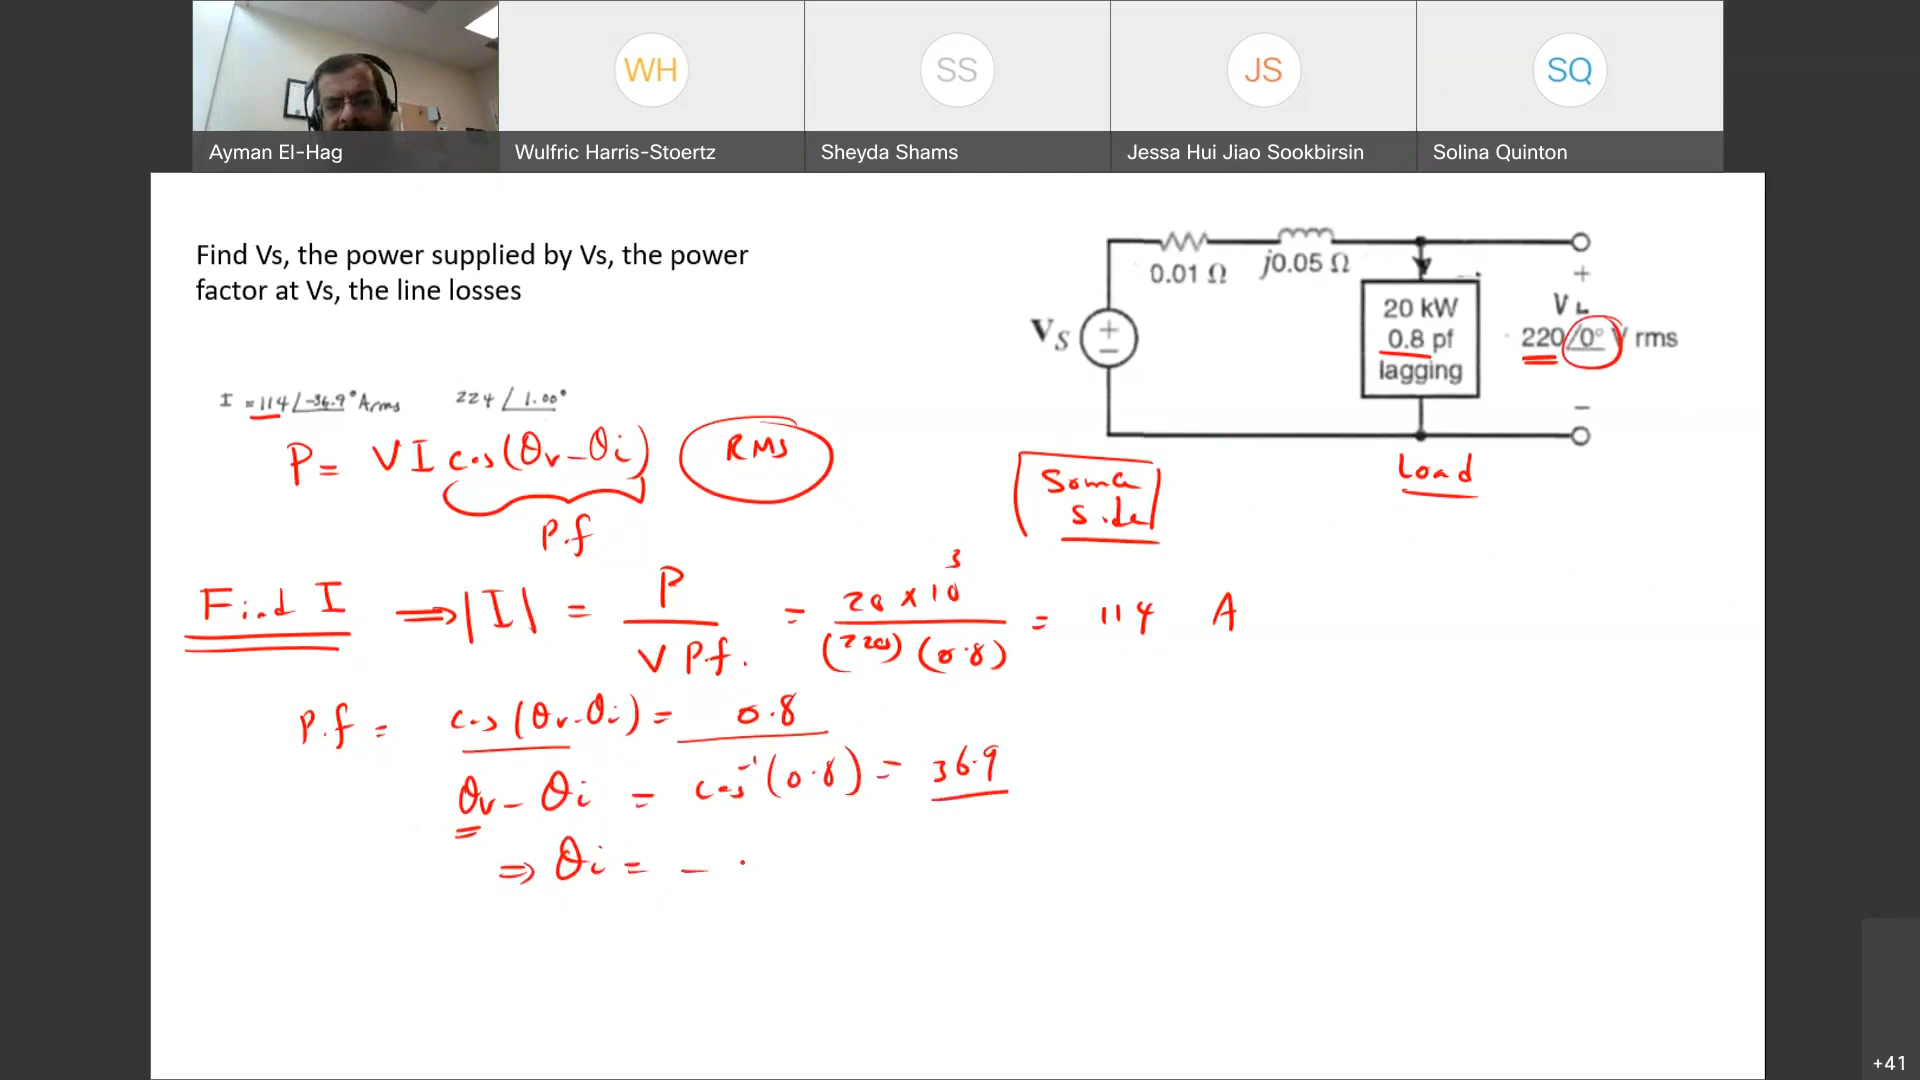 WH
SS
JS
SQ
Ayman El-Hag
Wulfric Harris-Stoertz
Sheyda Shams
Jessa Hui Jiao Sookbirsin
Solina Quinton
Find Vs, the power supplied by Vs, the power
factor at Vs, the line losses
0.01 Ω
j0.05 Ω
VS
+
−
20 kW
0.8 pf
lagging
+
VL
220/0° V rms
−
Load
I = 114 /-36.9° Arms
224 / 1.00°
P = VI cos(θv-θi)
P.f
RMS
side
Find I ⟹ |I| = P / V P.f. = 20 x 10³ / (220) (0.8) = 114 A
P.f = cos(θv-θi) = 0.8
θv - θi = cos⁻¹(0.8) = 36.9
⇒ θi = -
+41